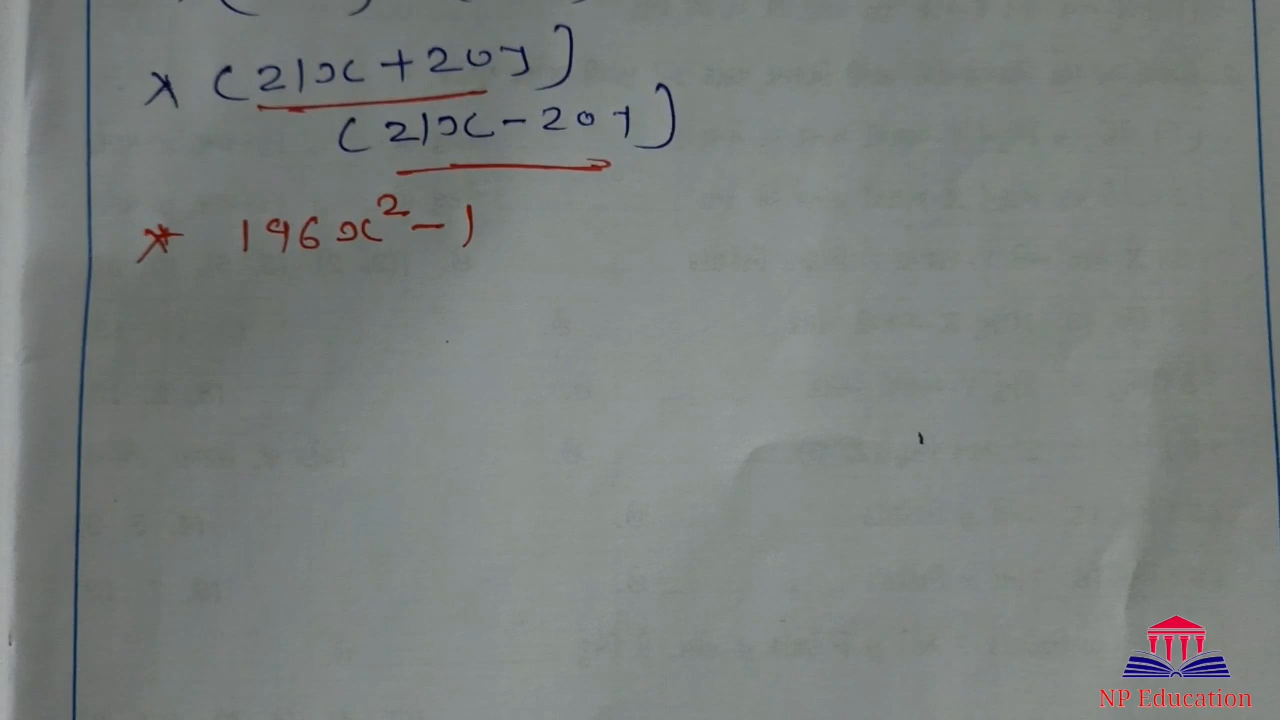 × (21x + 20y)
(21x - 20y)
* 196x² - 1
NP Education